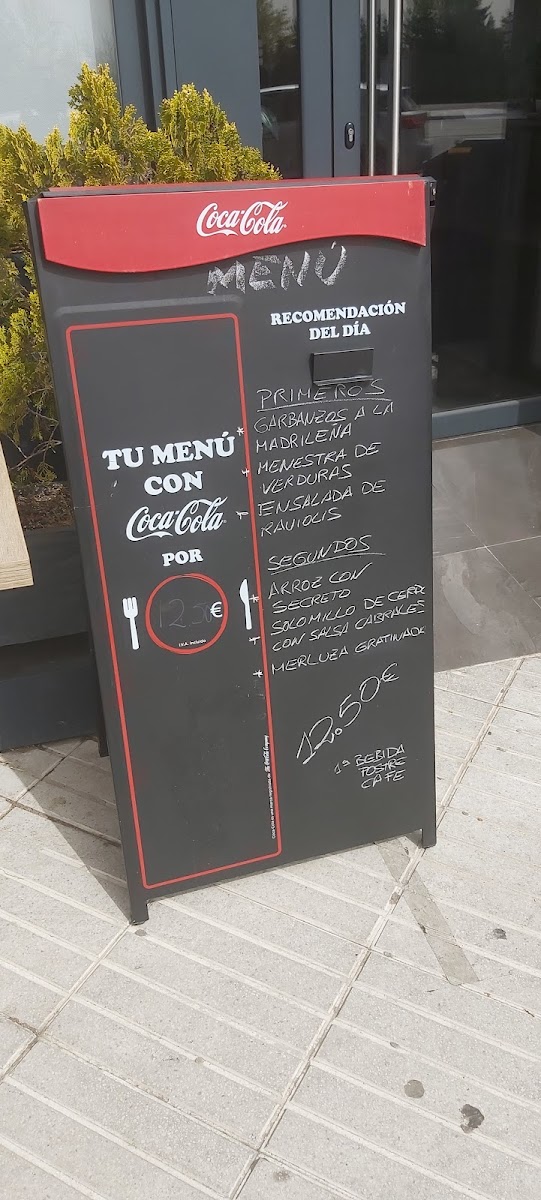 Coca-Cola
MENÚ
RECOMENDACIÓN
DEL DÍA
PRIMEROS
* GARBANZOS A LA
MADRILEÑA
* MENESTRA DE
VERDURAS
* ENSALADA DE
RAVIOLIS
SEGUNDOS
* ARROZ CON
SECRETO
* SOLOMILLO DE CERDO
CON SALSA CABRALES
* MERLUZA GRATINADA
12.50€
1ª BEBIDA
POSTRE
CAFE
TU MENÚ
CON
Coca-Cola
POR
12.50€
I.V.A. incluido